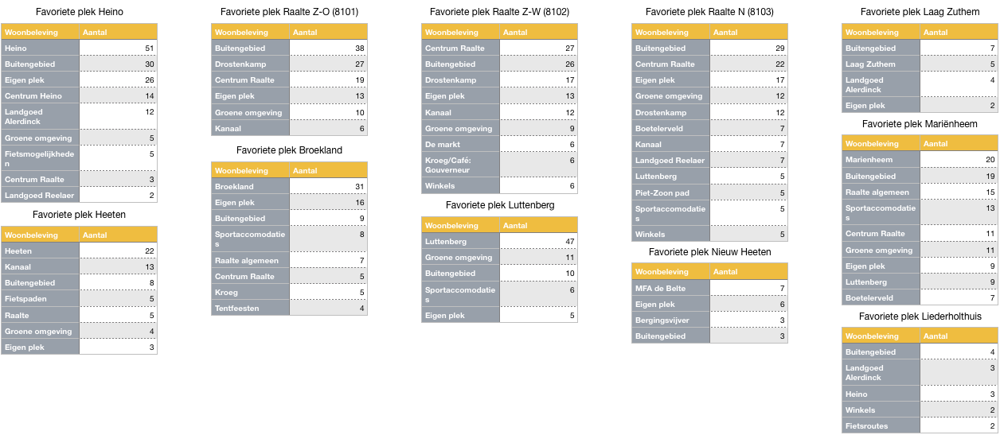 Favoriete plek Heino
Woonbeleving Aantal
Heino 51
Buitengebied 30
Eigen plek 26
Centrum Heino 14
Landgoed 12
Alerdinck
Groene omgeving 5
Fietsmogelijkhede 5
n
Centrum Raalte 3
Landgoed Reelaer 2
Favoriete plek Heeten
Woonbeleving Aantal
Heeten 22
Kanaal 13
Buitengebied 8
Fietspaden 5
Raalte 5
Groene omgeving 4
Eigen plek 3
Favoriete plek Raalte Z-O (8101)
Woonbeleving Aantal
Buitengebied 38
Drostenkamp 27
Centrum Raalte 19
Eigen plek 13
Groene omgeving 10
Kanaal 6
Favoriete plek Broekland
Woonbeleving Aantal
Broekland 31
Eigen plek 16
Buitengebied 9
Sportaccomodatie 8
s
Raalte algemeen 7
Centrum Raalte 5
Kroeg 5
Tentfeesten 4
Favoriete plek Raalte Z-W (8102)
Woonbeleving Aantal
Centrum Raalte 27
Buitengebied 26
Drostenkamp 17
Eigen plek 13
Kanaal 12
Groene omgeving 9
De markt 6
Kroeg/Café: 6
Gouverneur
Winkels 6
Favoriete plek Luttenberg
Woonbeleving Aantal
Luttenberg 47
Groene omgeving 11
Buitengebied 10
Sportaccomodatie 6
s
Eigen plek 5
Favoriete plek Raalte N (8103)
Woonbeleving Aantal
Buitengebied 29
Centrum Raalte 22
Eigen plek 17
Groene omgeving 12
Drostenkamp 12
Boetelerveld 7
Kanaal 7
Landgoed Reelaer 7
Luttenberg 5
Piet-Zoon pad 5
Sportaccomodatie 5
s
Winkels 5
Favoriete plek Nieuw Heeten
Woonbeleving Aantal
MFA de Belte 7
Eigen plek 6
Bergingsvijver 3
Buitengebied 3
Favoriete plek Laag Zuthem
Woonbeleving Aantal
Buitengebied 7
Laag Zuthem 5
Landgoed 4
Alerdinck
Eigen plek 2
Favoriete plek Mariënheem
Woonbeleving Aantal
Marienheem 20
Buitengebied 19
Raalte algemeen 15
Sportaccomodatie 13
s
Centrum Raalte 11
Groene omgeving 11
Eigen plek 9
Luttenberg 9
Boetelerveld 7
Favoriete plek Liederholthuis
Woonbeleving Aantal
Buitengebied 4
Landgoed 3
Alerdinck
Heino 3
Winkels 2
Fietsroutes 2